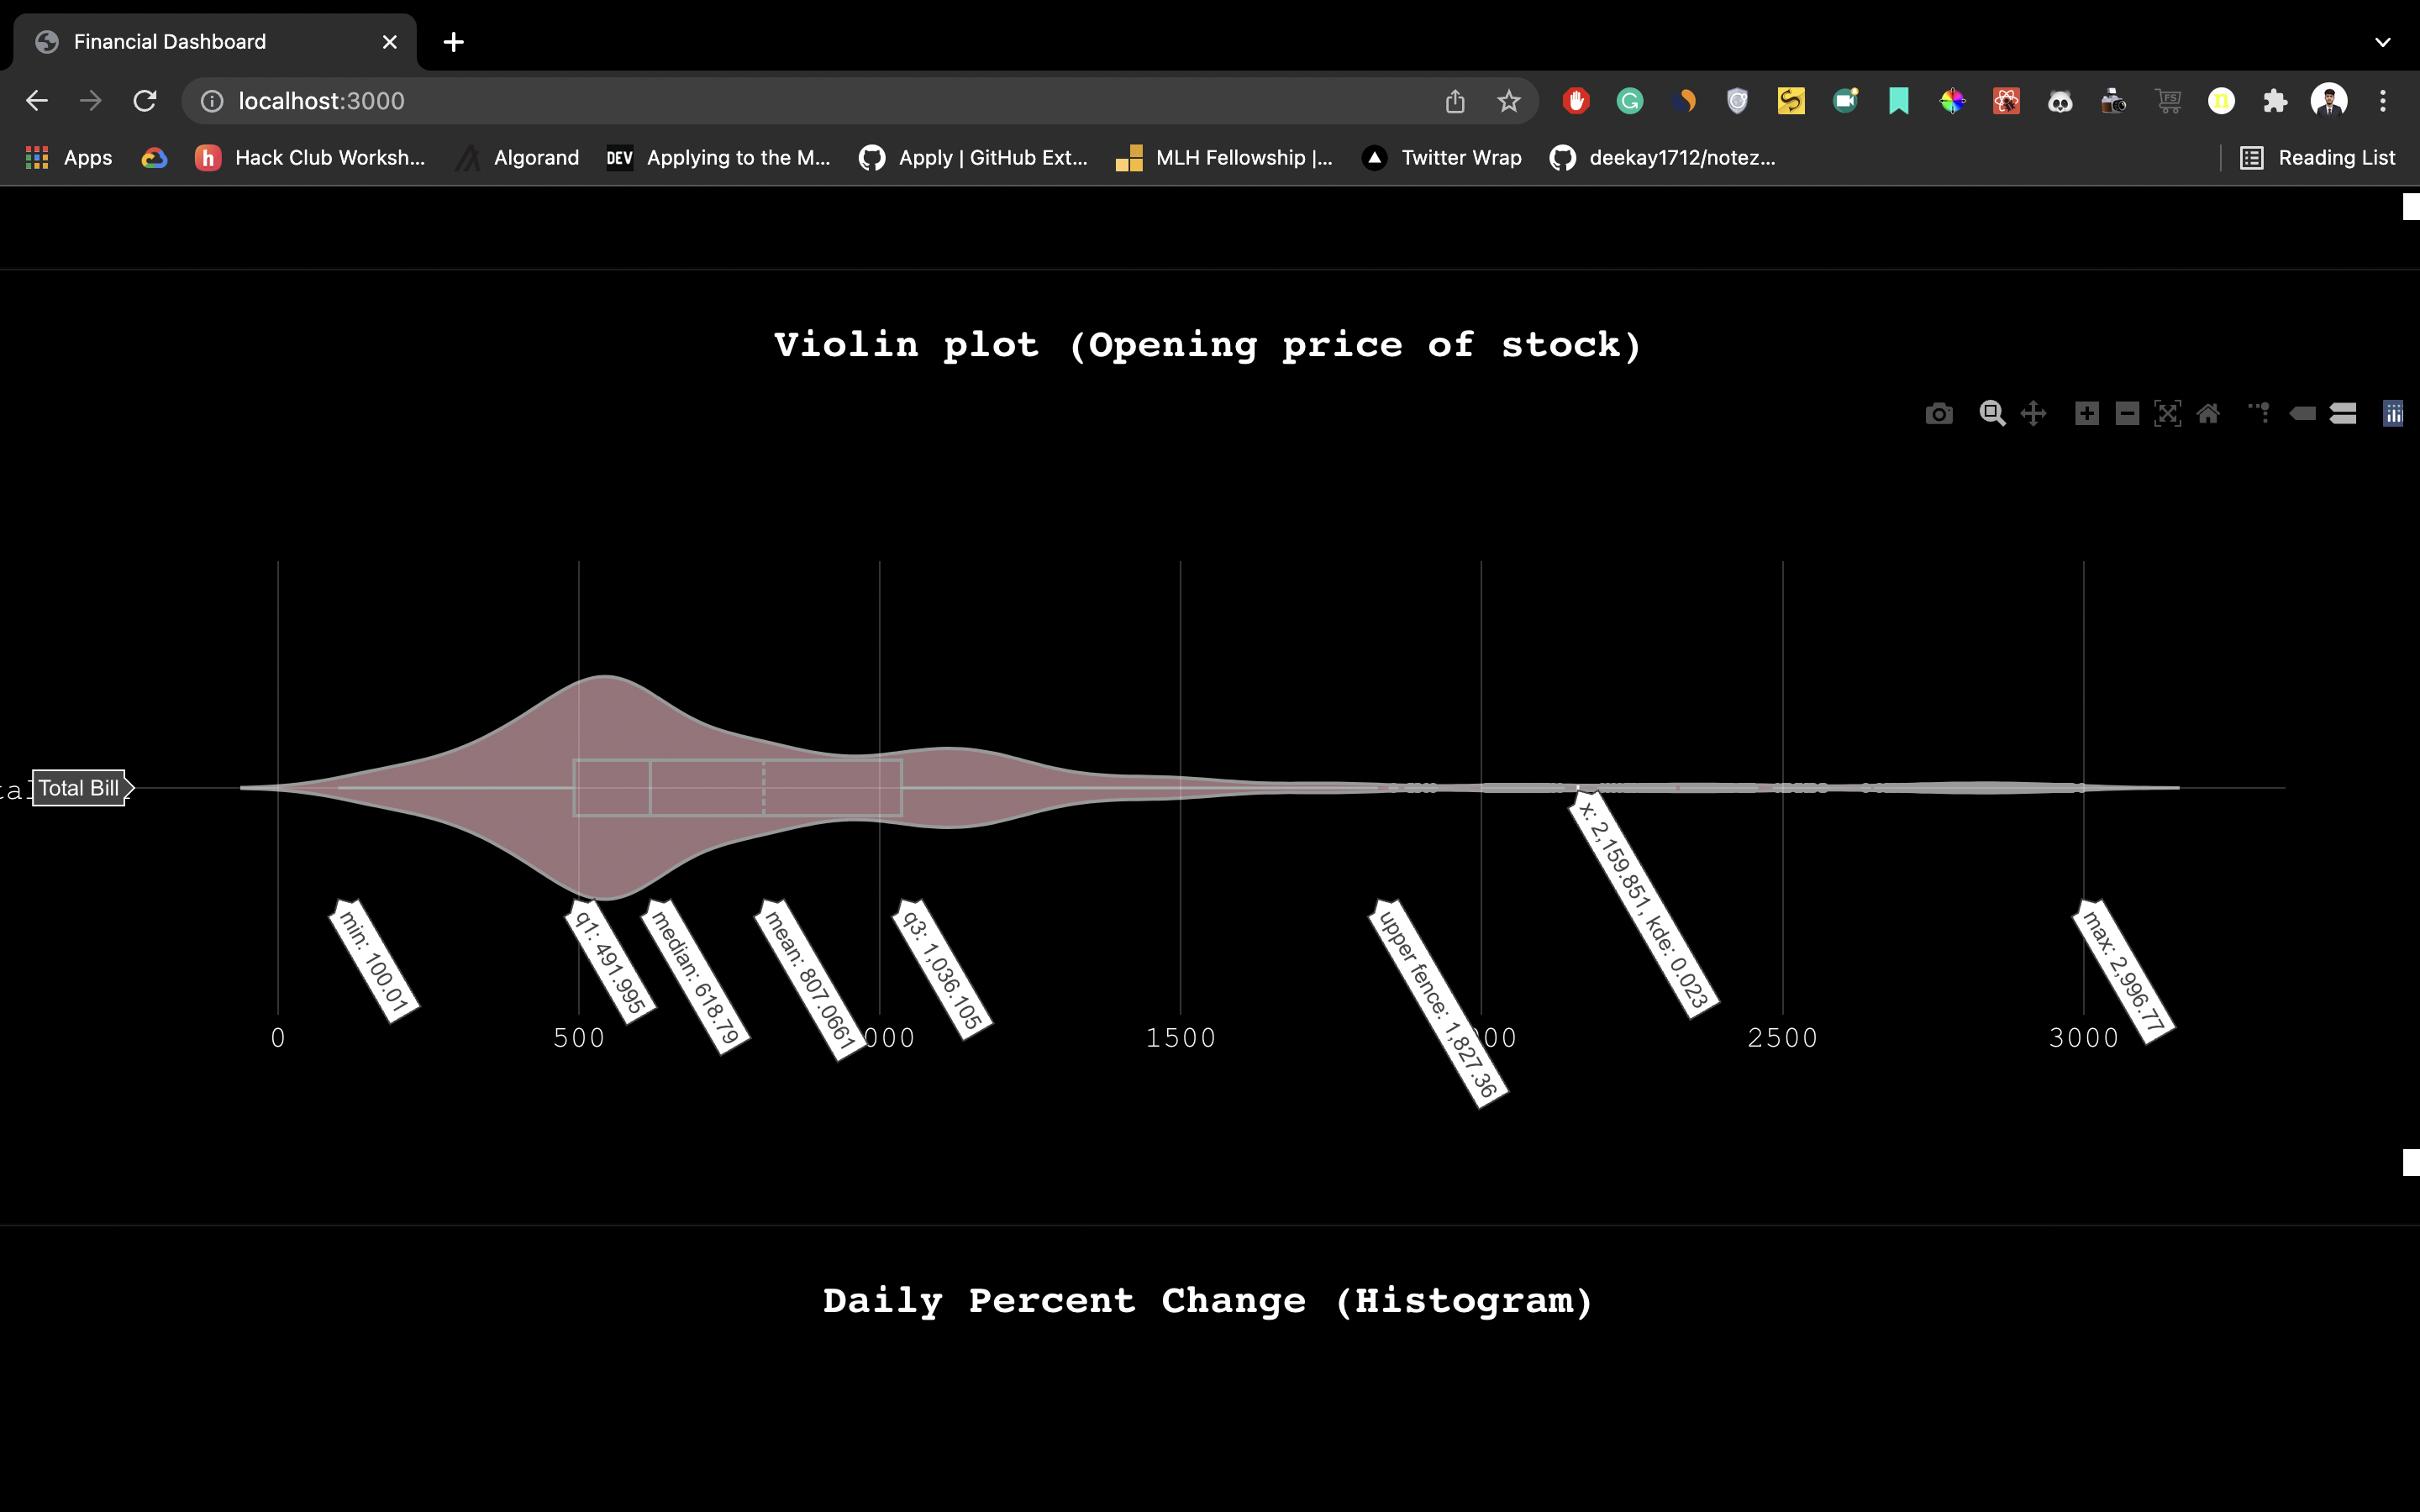 Financial Dashboard
localhost:3000
Apps
Hack Club Worksh...
Algorand
DEV
Applying to the M...
Apply | GitHub Ext...
MLH Fellowship |...
Twitter Wrap
deekay1712/notez...
Reading List
Violin plot (Opening price of stock)
Total Bill
min: 100.01
q1: 491.995
median: 618.79
mean: 807.0661
q3: 1,036.105
upper fence: 1,827.36
x: 2,159.851, kde: 0.023
max: 2,996.77
0
500
1500
2500
3000
Daily Percent Change (Histogram)